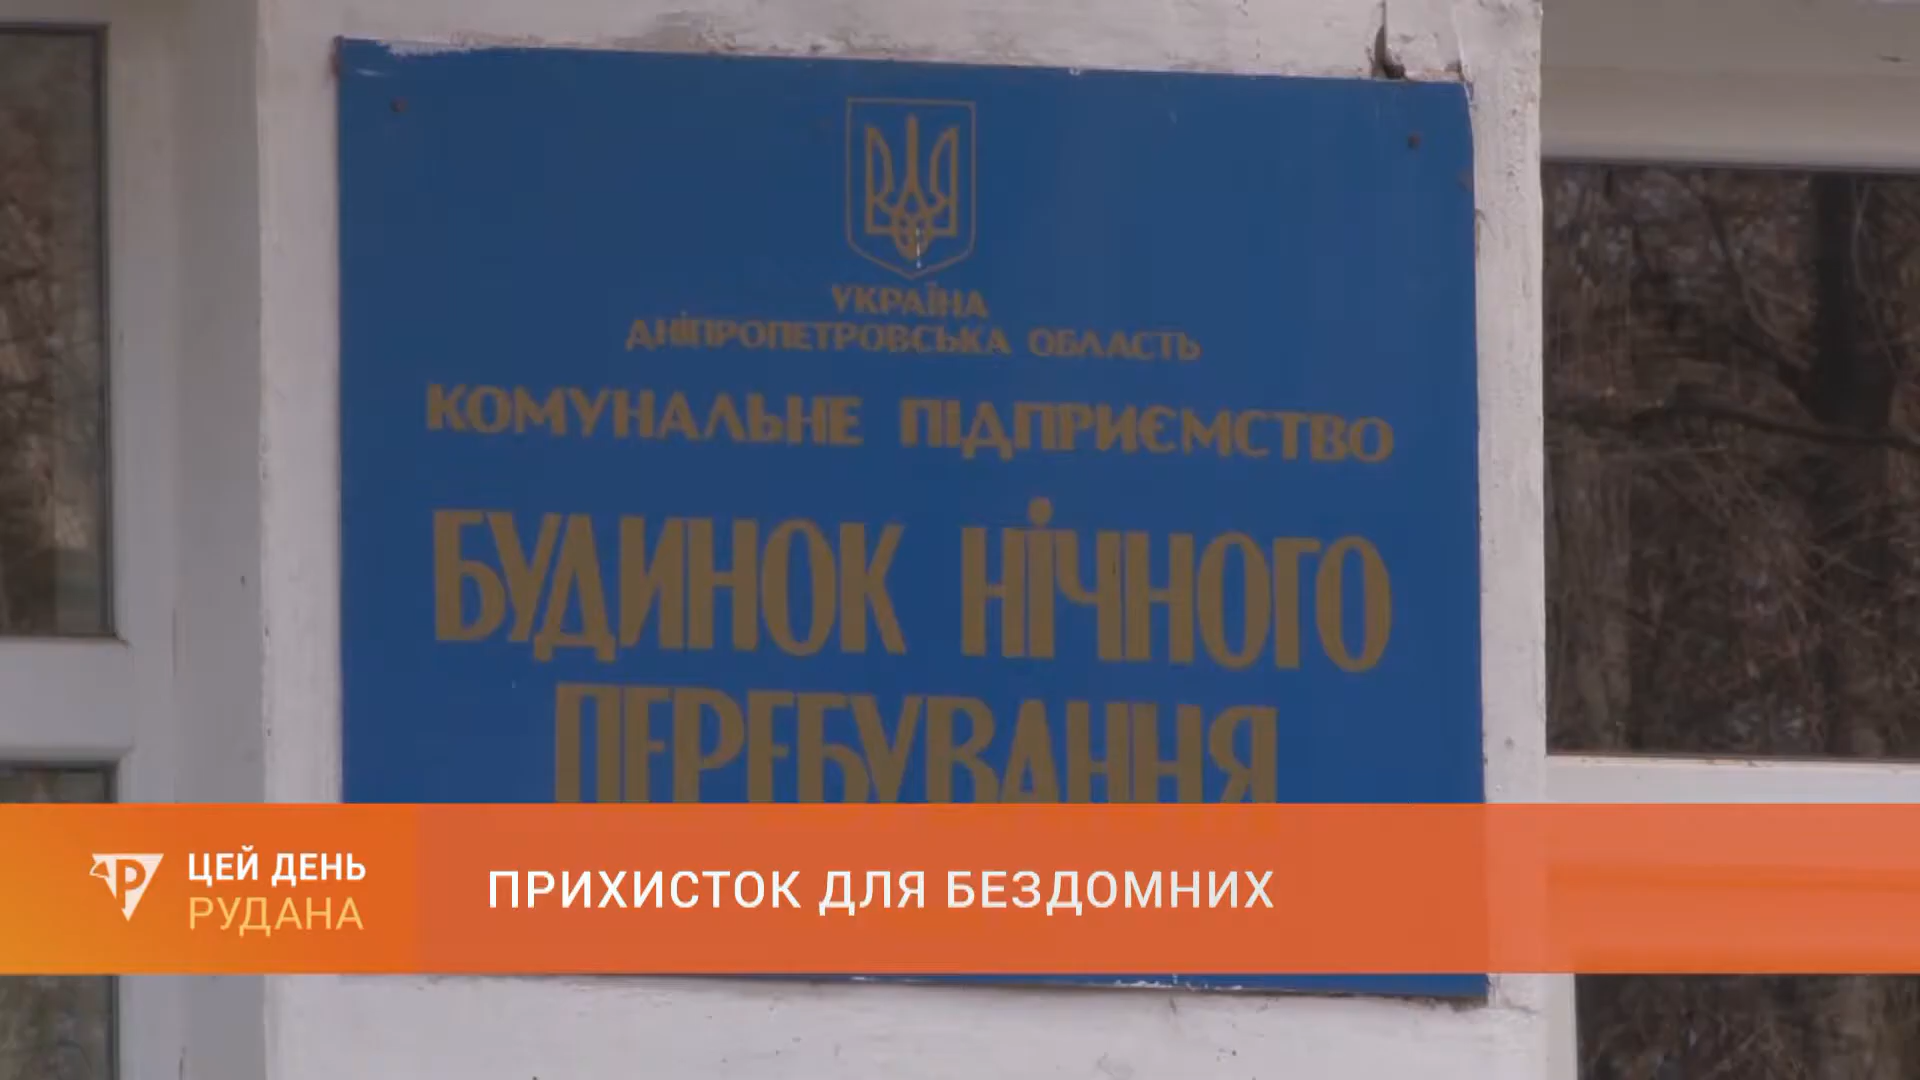 УКРАЇНА
ДНІПРОПЕТРОВСЬКА ОБЛАСТЬ
КОМУНАЛЬНЕ ПІДПРИЄМСТВО
БУДИНОК НІЧНОГО
ПЕРЕБУВАННЯ
ЦЕЙ ДЕНЬ
РУДАНА
ПРИХИСТОК ДЛЯ БЕЗДОМНИХ